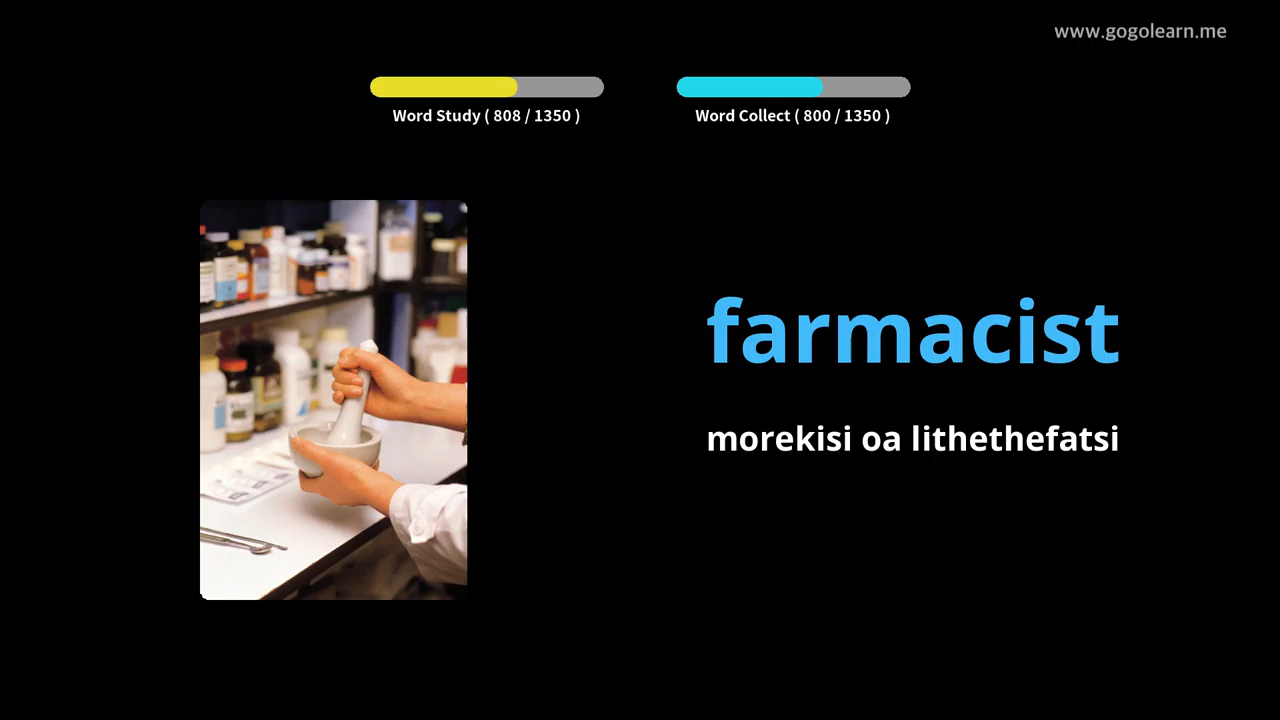 www.gogolearn.me
Word Study ( 808 / 1350 )
Word Collect ( 800 / 1350 )
farmacist
morekisi oa lithethefatsi